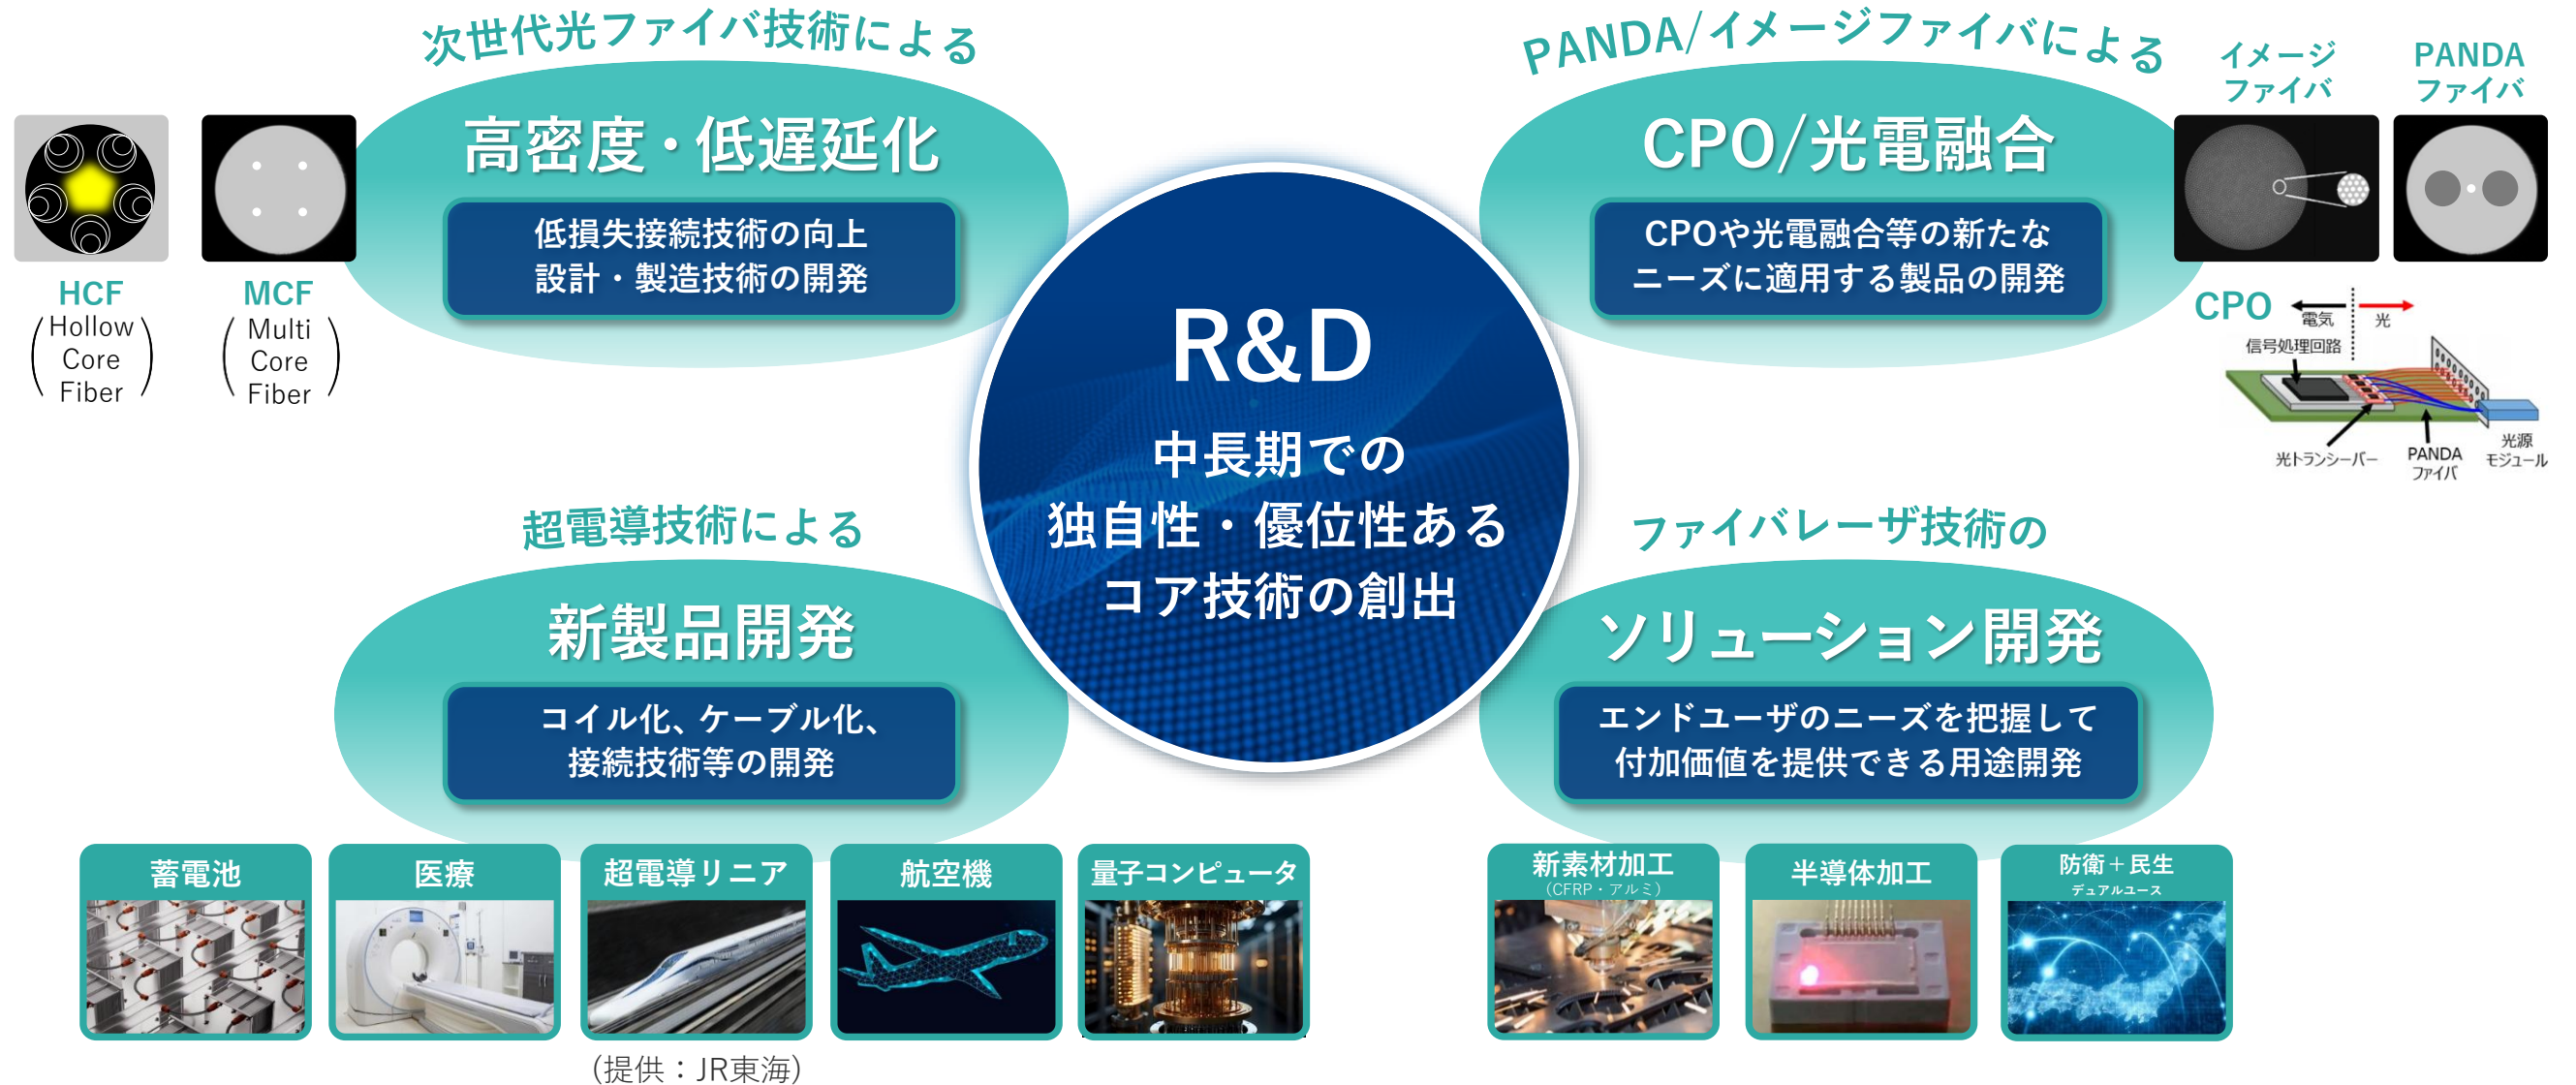 次世代光ファイバ技術による
高密度・低遅延化
低損失接続技術の向上
設計・製造技術の開発
HCF
(Hollow
Core
Fiber)
MCF
(Multi
Core
Fiber)
PANDA/イメージファイバによる
CPO/光電融合
CPOや光電融合等の新たな
ニーズに適用する製品の開発
イメージ
ファイバ
PANDA
ファイバ
CPO
電気
光
信号処理回路
光トランシーバー
PANDA
ファイバ
光源
モジュール
R&D
中長期での
独自性・優位性ある
コア技術の創出
超電導技術による
新製品開発
コイル化、ケーブル化、
接続技術等の開発
蓄電池
医療
超電導リニア
航空機
量子コンピュータ
(提供：JR東海)
ファイバレーザ技術の
ソリューション開発
エンドユーザのニーズを把握して
付加価値を提供できる用途開発
新素材加工
(CFRP・アルミ)
半導体加工
防衛＋民生
デュアルユース